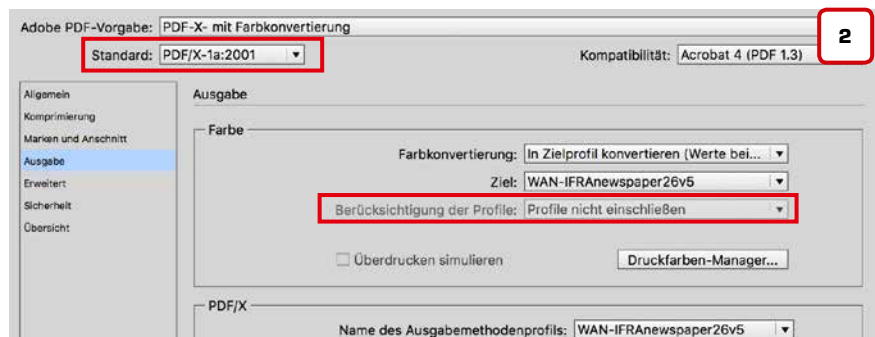 Adobe PDF-Vorgabe: PDF-X- mit Farbkonvertierung
2
Standard: PDF/X-1a:2001
Kompatibilität: Acrobat 4 (PDF 1.3)
Allgemein
Komprimierung
Marken und Anschnitt
Ausgabe
Erweitert
Sicherheit
Übersicht
Ausgabe
Farbe
Farbkonvertierung: In Zielprofil konvertieren (Werte bei...
Ziel: WAN-IFRAnewspaper26v5
Berücksichtigung der Profile: Profile nicht einschließen
Überdrucken simulieren
Druckfarben-Manager...
PDF/X
Name des Ausgabemethodenprofils: WAN-IFRAnewspaper26v5